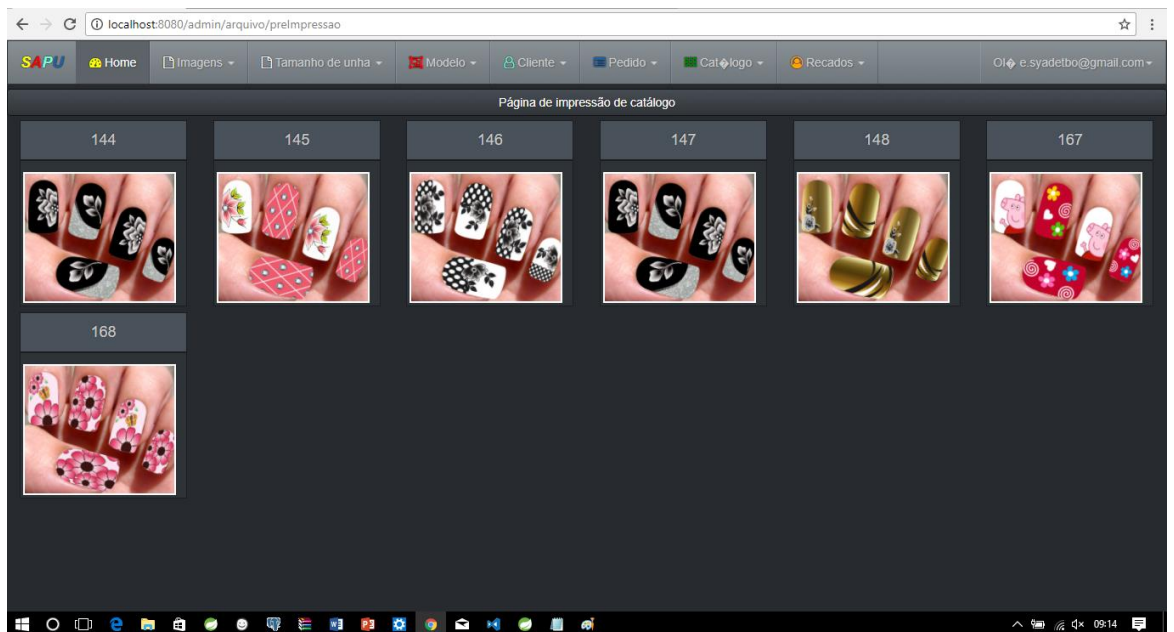 localhost:8080/admin/arquivo/preImpressao
SAPU Home Imagens Tamanho de unha Modelo Cliente Pedido Cat�logo Recados Ol� e.syadetbo@gmail.com
Página de impressão de catálogo
144 145 146 147 148 167
168
09:14